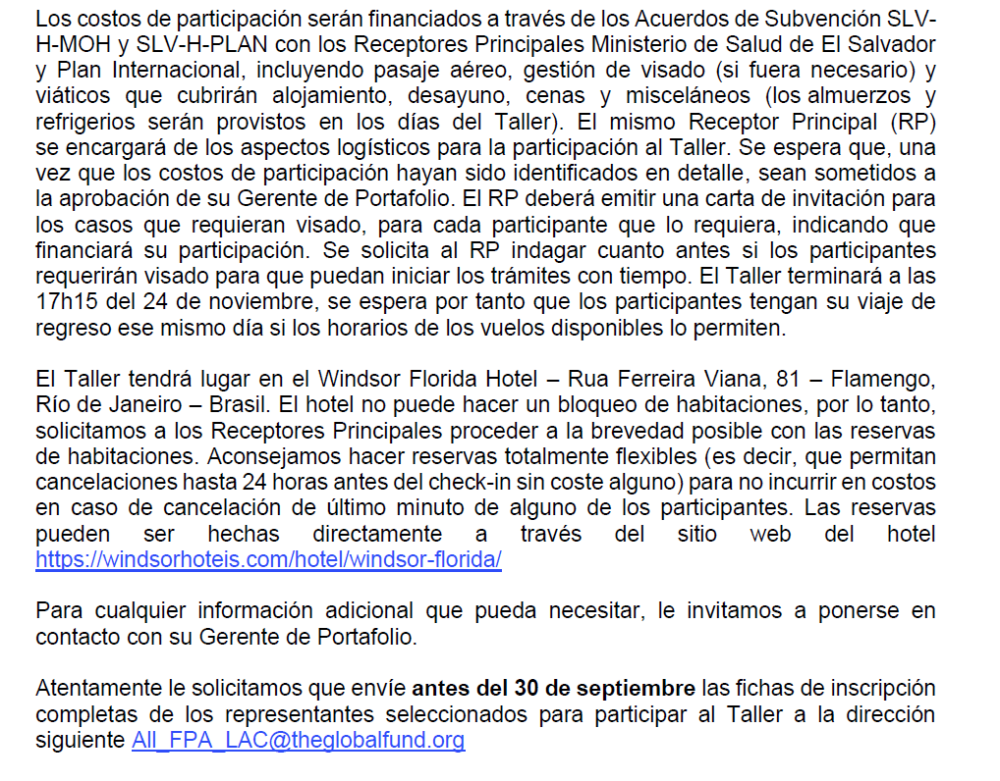 Los costos de participación serán financiados a través de los Acuerdos de Subvención SLV-
H-MOH y SLV-H-PLAN con los Receptores Principales Ministerio de Salud de El Salvador
y Plan Internacional, incluyendo pasaje aéreo, gestión de visado (si fuera necesario) y
viáticos que cubrirán alojamiento, desayuno, cenas y misceláneos (los almuerzos y
refrigerios serán provistos en los días del Taller). El mismo Receptor Principal (RP)
se encargará de los aspectos logísticos para la participación al Taller. Se espera que, una
vez que los costos de participación hayan sido identificados en detalle, sean sometidos a
la aprobación de su Gerente de Portafolio. El RP deberá emitir una carta de invitación para
los casos que requieran visado, para cada participante que lo requiera, indicando que
financiará su participación. Se solicita al RP indagar cuanto antes si los participantes
requerirán visado para que puedan iniciar los trámites con tiempo. El Taller terminará a las
17h15 del 24 de noviembre, se espera por tanto que los participantes tengan su viaje de
regreso ese mismo día si los horarios de los vuelos disponibles lo permiten.
El Taller tendrá lugar en el Windsor Florida Hotel – Rua Ferreira Viana, 81 – Flamengo,
Río de Janeiro – Brasil. El hotel no puede hacer un bloqueo de habitaciones, por lo tanto,
solicitamos a los Receptores Principales proceder a la brevedad posible con las reservas
de habitaciones. Aconsejamos hacer reservas totalmente flexibles (es decir, que permitan
cancelaciones hasta 24 horas antes del check-in sin coste alguno) para no incurrir en costos
en caso de cancelación de último minuto de alguno de los participantes. Las reservas
pueden ser hechas directamente a través del sitio web del hotel
https://windsorhoteis.com/hotel/windsor-florida/
Para cualquier información adicional que pueda necesitar, le invitamos a ponerse en
contacto con su Gerente de Portafolio.
Atentamente le solicitamos que envíe antes del 30 de septiembre las fichas de inscripción
completas de los representantes seleccionados para participar al Taller a la dirección
siguiente All_FPA_LAC@theglobalfund.org